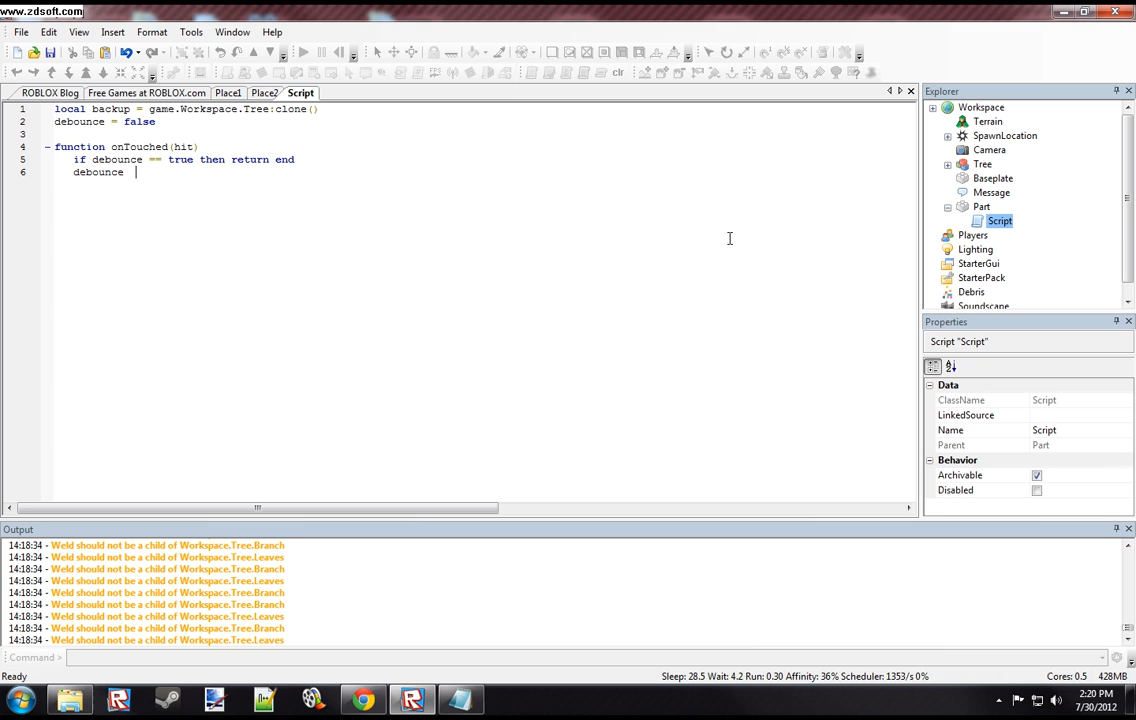 www.zdsoft.com
File Edit View Insert Format Tools Window Help
clr
ROBLOX Blog Free Games at ROBLOX.com Place1 Place2 Script
1 local backup = game.Workspace.Tree:clone()
2 debounce = false
3
4 function onTouched(hit)
5 if debounce == true then return end
6 debounce
Explorer
Workspace
Terrain
SpawnLocation
Camera
Tree
Baseplate
Message
Part
Script
Players
Lighting
StarterGui
StarterPack
Debris
Soundscape
Properties
Script "Script"
Data
ClassName Script
LinkedSource
Name Script
Parent Part
Behavior
Archivable
Disabled
Output
14:18:34 - Weld should not be a child of Workspace.Tree.Branch
14:18:34 - Weld should not be a child of Workspace.Tree.Leaves
14:18:34 - Weld should not be a child of Workspace.Tree.Branch
14:18:34 - Weld should not be a child of Workspace.Tree.Leaves
14:18:34 - Weld should not be a child of Workspace.Tree.Branch
14:18:34 - Weld should not be a child of Workspace.Tree.Branch
14:18:34 - Weld should not be a child of Workspace.Tree.Leaves
14:18:34 - Weld should not be a child of Workspace.Tree.Branch
14:18:34 - Weld should not be a child of Workspace.Tree.Leaves
Command >
Ready Sleep: 28.5 Wait: 4.2 Run: 0.30 Affinity: 36% Scheduler: 1353/s 0% Cores: 0.5 428MB
2:20 PM
7/30/2012